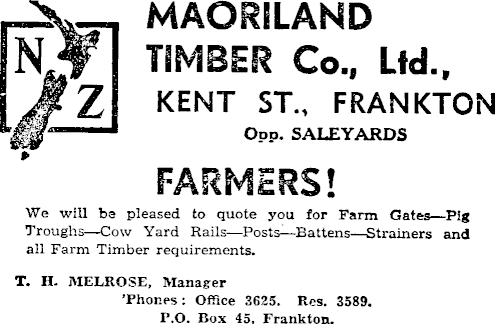 N
Z
MAORILAND
TIMBER Co., Ltd.,
KENT ST., FRANKTON
Opp. SALEYARDS
FARMERS!
We will be pleased to quote you for Farm Gates—Pig
Troughs—Cow Yard Rails—Posts—Battens—Strainers and
all Farm Timber requirements.
T. H. MELROSE, Manager
'Phones: Office 3625. Res. 3589.
P.O. Box 45, Frankton.